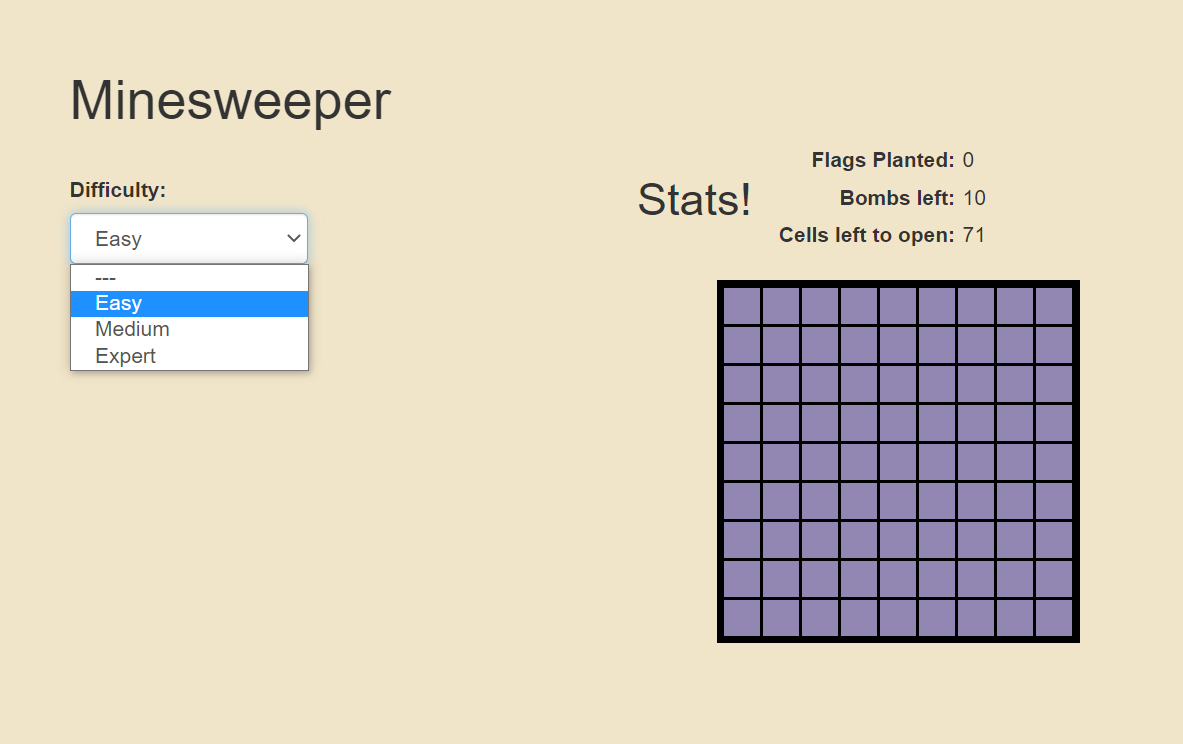 Minesweeper
Difficulty:
Easy
---
Easy
Medium
Expert
Stats!
Flags Planted: 0
Bombs left: 10
Cells left to open: 71